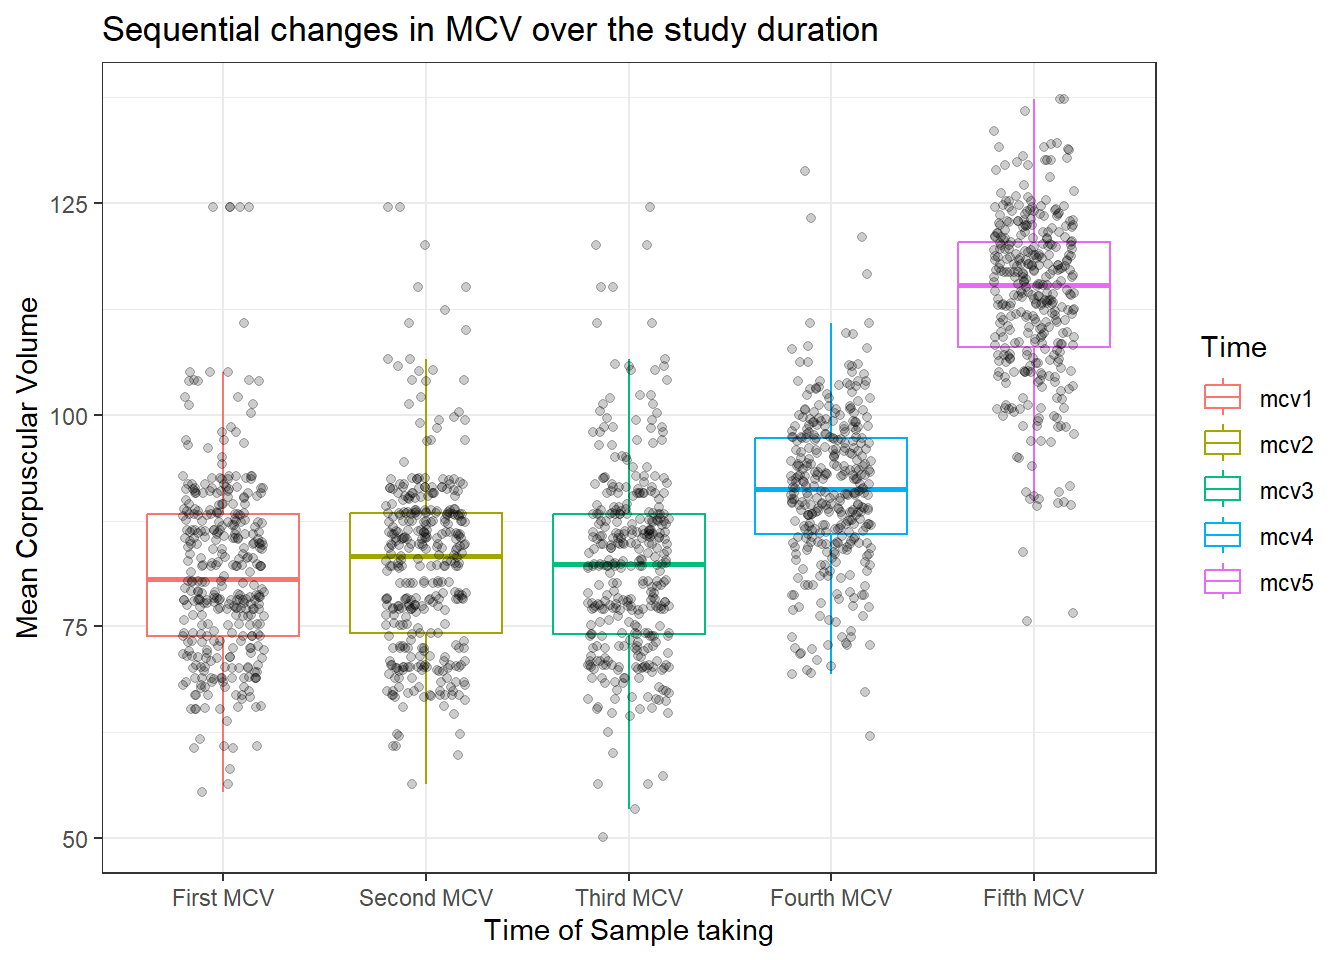 Sequential changes in MCV over the study duration
Mean Corpuscular Volume
125
100
75
50
First MCV
Second MCV
Third MCV
Fourth MCV
Fifth MCV
Time of Sample taking
Time
mcv1
mcv2
mcv3
mcv4
mcv5